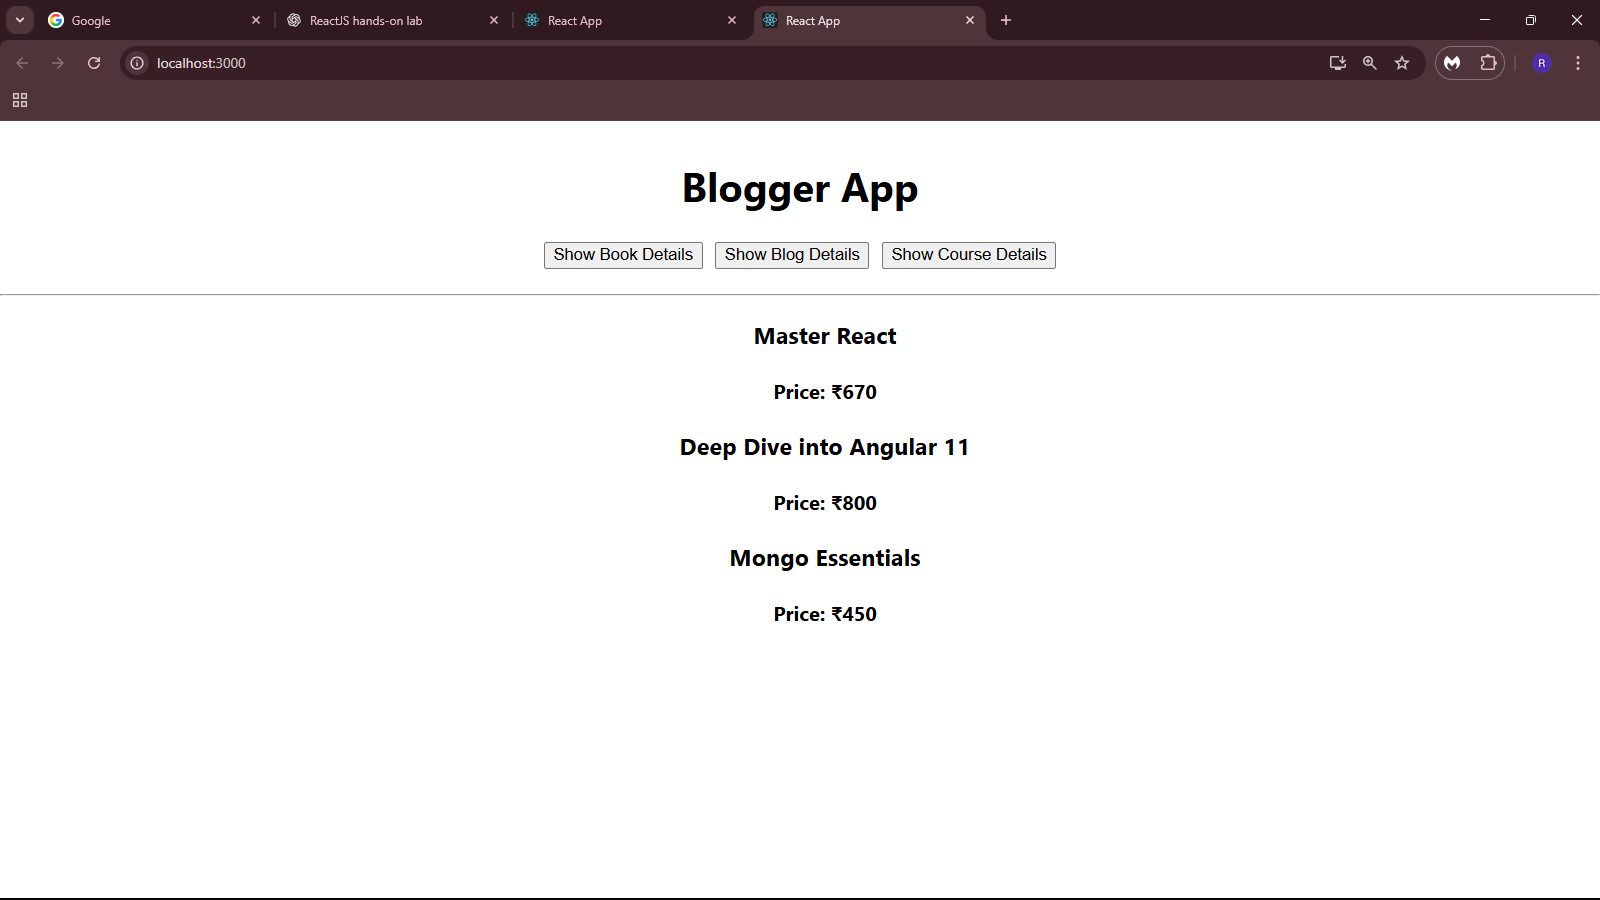 Google
ReactJS hands-on lab
React App
React App
localhost:3000
R
Blogger App
Show Book Details
Show Blog Details
Show Course Details
Master React
Price: ₹670
Deep Dive into Angular 11
Price: ₹800
Mongo Essentials
Price: ₹450